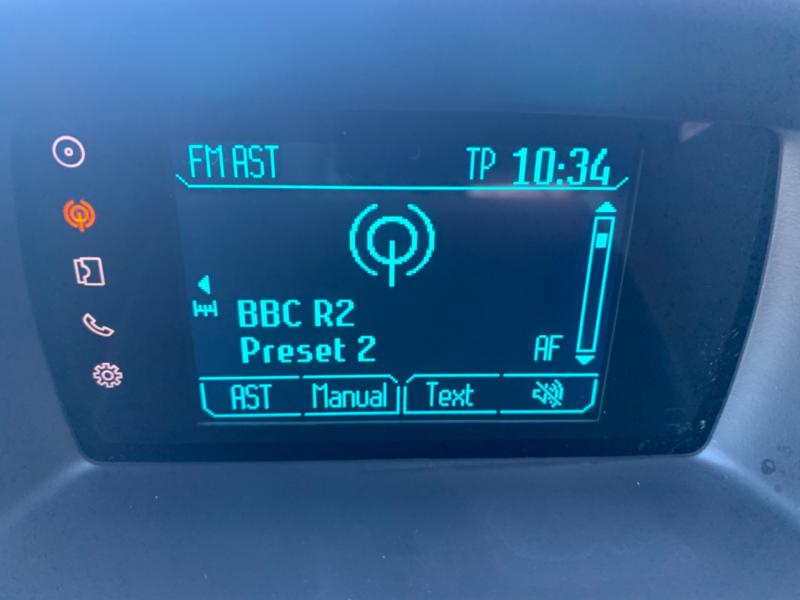 FM AST TP 10:34
BBC R2
Preset 2 AF
AST Manual Text